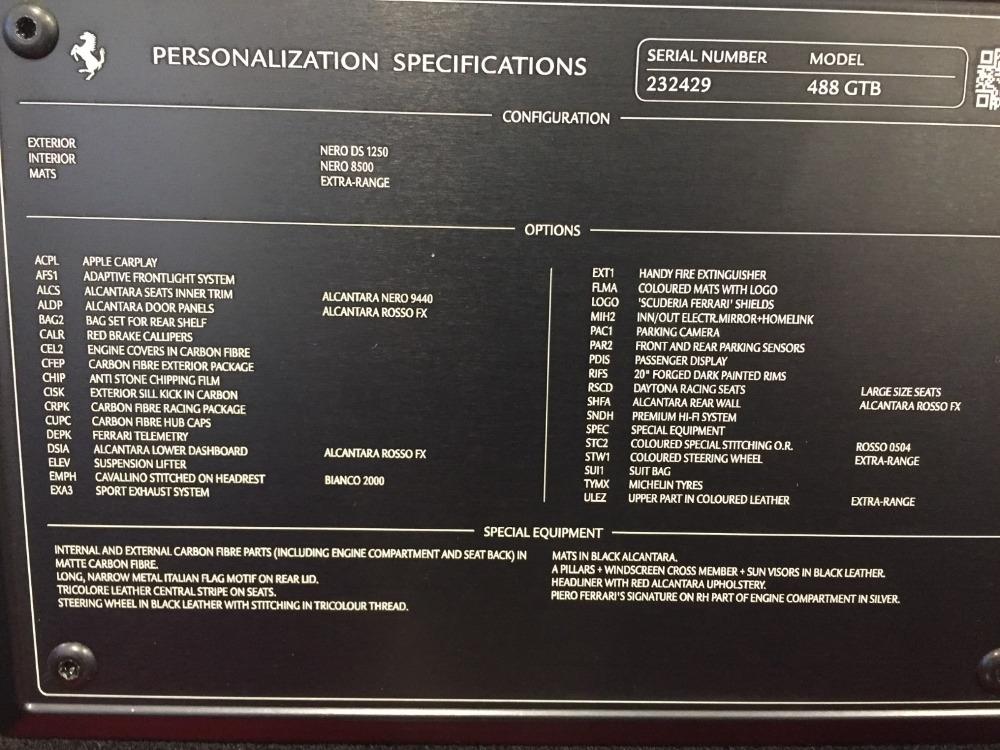 PERSONALIZATION SPECIFICATIONS
SERIAL NUMBER MODEL
232429 488 GTB
CONFIGURATION
EXTERIOR NERO DS 1250
INTERIOR NERO 8500
MATS EXTRA-RANGE
OPTIONS
ACPL APPLE CARPLAY
AFS1 ADAPTIVE FRONTLIGHT SYSTEM
ALCS ALCANTARA SEATS INNER TRIM ALCANTARA NERO 9440
ALDP ALCANTARA DOOR PANELS ALCANTARA ROSSO FX
BAG2 BAG SET FOR REAR SHELF
CALR RED BRAKE CALLIPERS
CEL2 ENGINE COVERS IN CARBON FIBRE
CFEP CARBON FIBRE EXTERIOR PACKAGE
CHIP ANTI STONE CHIPPING FILM
CISK EXTERIOR SILL KICK IN CARBON
CRPK CARBON FIBRE RACING PACKAGE
CUPC CARBON FIBRE HUB CAPS
DEPK FERRARI TELEMETRY
DSIA ALCANTARA LOWER DASHBOARD ALCANTARA ROSSO FX
ELEV SUSPENSION LIFTER
EMPH CAVALLINO STITCHED ON HEADREST BIANCO 2000
EXA3 SPORT EXHAUST SYSTEM
EXT1 HANDY FIRE EXTINGUISHER
FLMA COLOURED MATS WITH LOGO
LOGO 'SCUDERIA FERRARI' SHIELDS
MIH2 INN/OUT ELECTR.MIRROR+HOMELINK
PAC1 PARKING CAMERA
PAR2 FRONT AND REAR PARKING SENSORS
PDIS PASSENGER DISPLAY
RIFS 20" FORGED DARK PAINTED RIMS
RSCD DAYTONA RACING SEATS LARGE SIZE SEATS
SHFA ALCANTARA REAR WALL ALCANTARA ROSSO FX
SNDH PREMIUM HI-FI SYSTEM
SPEC SPECIAL EQUIPMENT
STC2 COLOURED SPECIAL STITCHING O.R. ROSSO 0504
STW1 COLOURED STEERING WHEEL EXTRA-RANGE
SUI1 SUIT BAG
TYMX MICHELIN TYRES
ULEZ UPPER PART IN COLOURED LEATHER EXTRA-RANGE
SPECIAL EQUIPMENT
INTERNAL AND EXTERNAL CARBON FIBRE PARTS (INCLUDING ENGINE COMPARTMENT AND SEAT BACK) IN
MATTE CARBON FIBRE.
LONG, NARROW METAL ITALIAN FLAG MOTIF ON REAR LID.
TRICOLORE LEATHER CENTRAL STRIPE ON SEATS.
STEERING WHEEL IN BLACK LEATHER WITH STITCHING IN TRICOLOUR THREAD.
MATS IN BLACK ALCANTARA.
A PILLARS + WINDSCREEN CROSS MEMBER + SUN VISORS IN BLACK LEATHER.
HEADLINER WITH RED ALCANTARA UPHOLSTERY.
PIERO FERRARI'S SIGNATURE ON RH PART OF ENGINE COMPARTMENT IN SILVER.